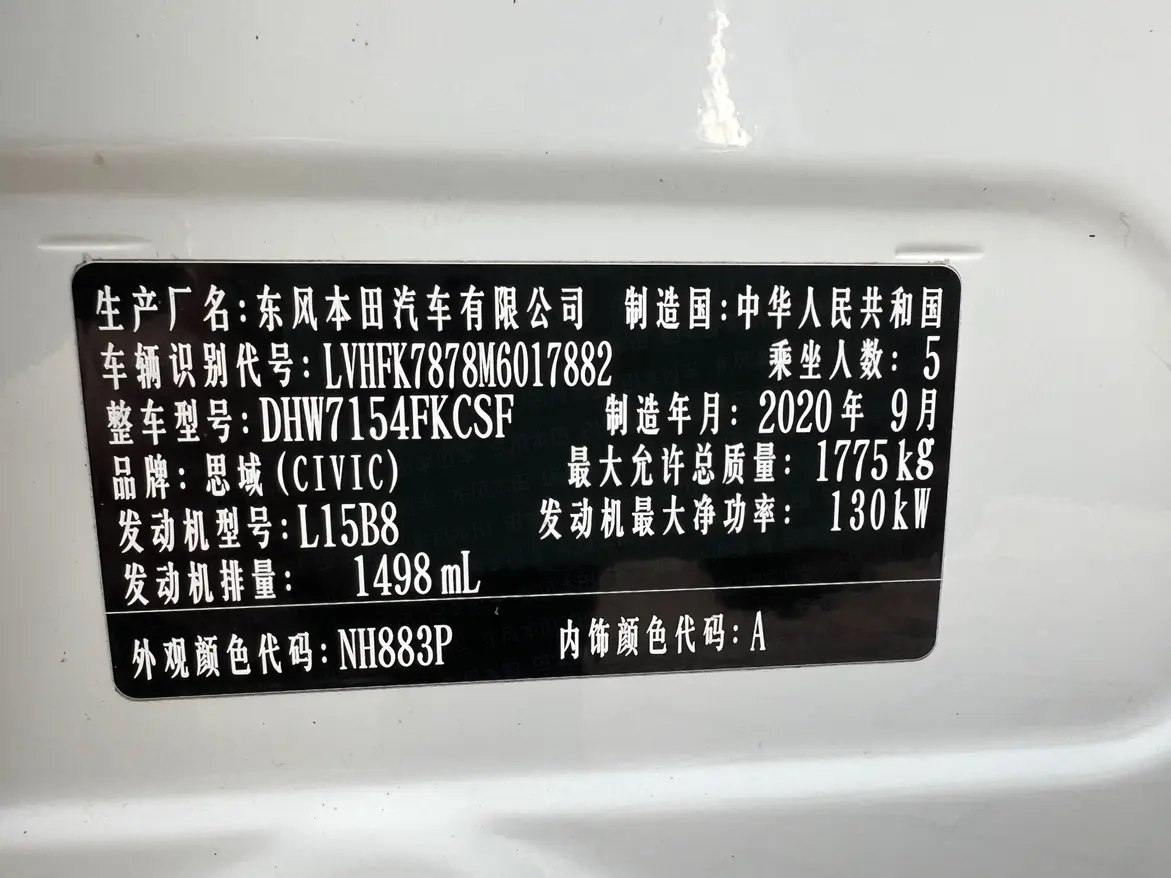 生产厂名:东风本田汽车有限公司 制造国:中华人民共和国
车辆识别代号:LVHFK7878M6017882 乘坐人数:5
整车型号:DHW7154FKCSF 制造年月:2020年 9月
品牌:思域(CIVIC) 最大允许总质量:1775kg
发动机型号:L15B8 发动机最大净功率:130kW
发动机排量: 1498mL
外观颜色代码:NH883P 内饰颜色代码:A